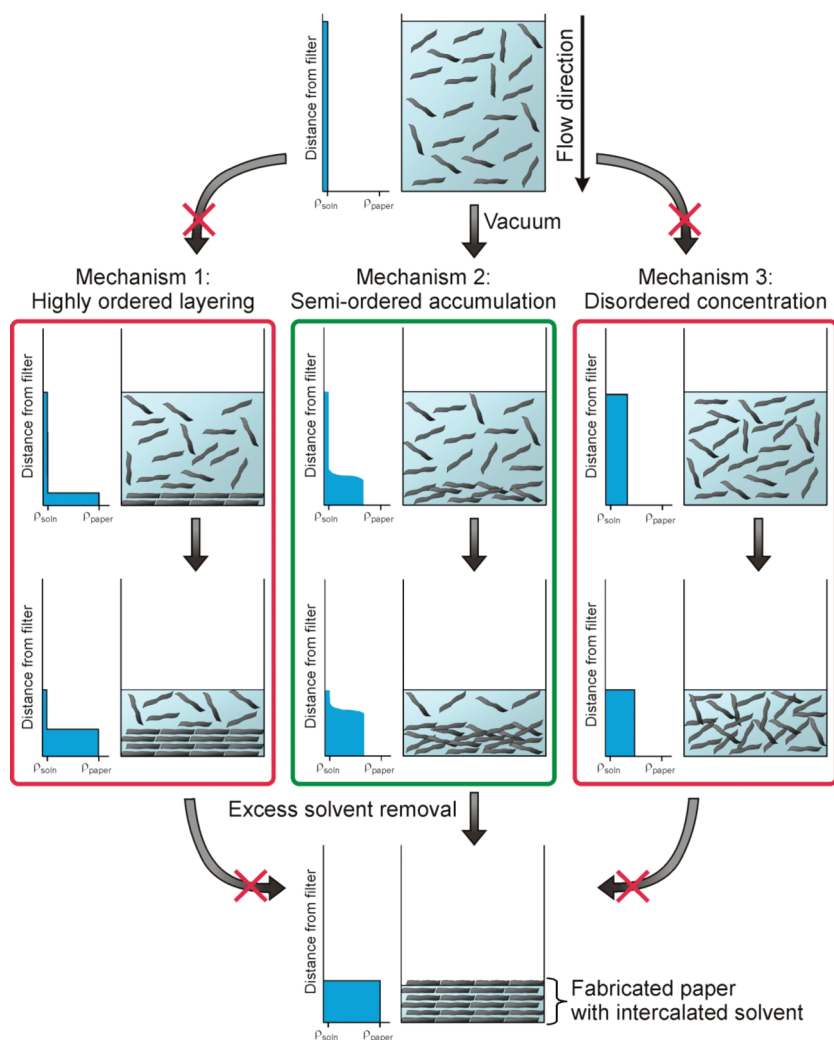 Distance from filter
Flow direction
ρsoln
ρpaper
Vacuum
Mechanism 1:
Highly ordered layering
Mechanism 2:
Semi-ordered accumulation
Mechanism 3:
Disordered concentration
Distance from filter
ρsoln
ρpaper
Distance from filter
ρsoln
ρpaper
Distance from filter
ρsoln
ρpaper
Distance from filter
ρsoln
ρpaper
Distance from filter
ρsoln
ρpaper
Distance from filter
ρsoln
ρpaper
Excess solvent removal
Distance from filter
ρsoln
ρpaper
Fabricated paper
with intercalated solvent